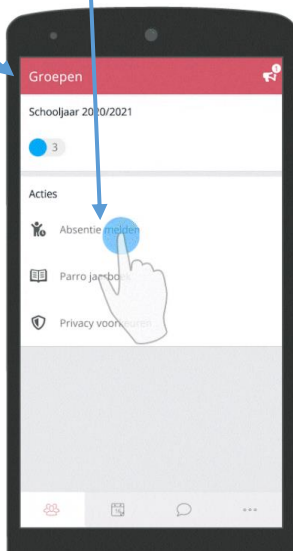 Groepen
Schooljaar 2020/2021
3
Acties
Absentie melden
Parro jaarboek
Privacy voorkeuren